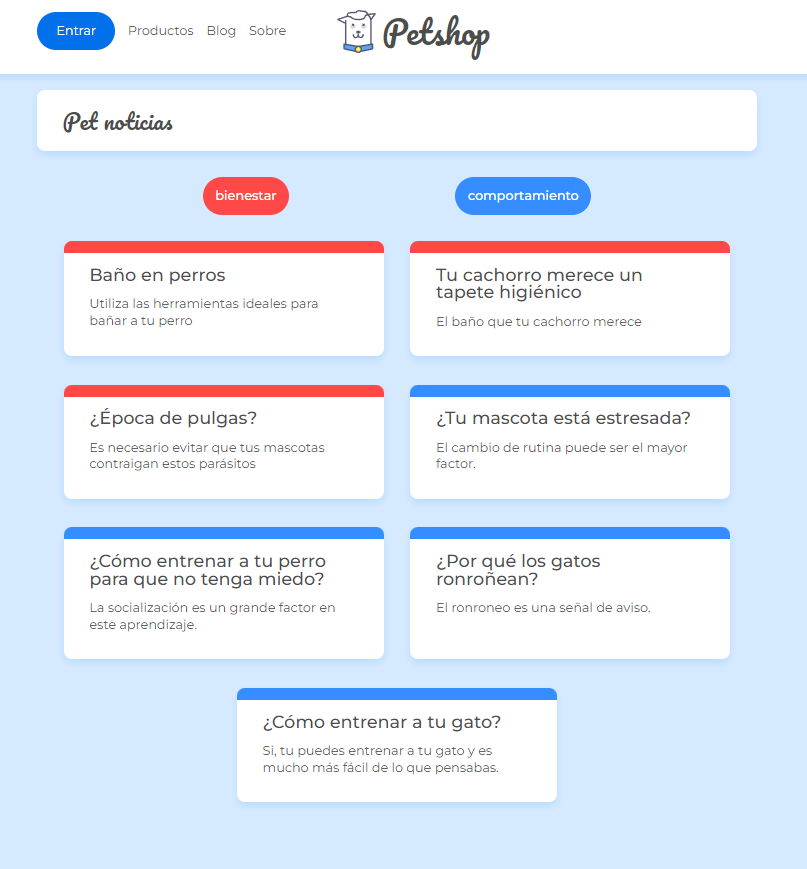 Entrar Productos Blog Sobre Petshop
Pet noticias
bienestar comportamiento
Baño en perros
Utiliza las herramientas ideales para
bañar a tu perro
Tu cachorro merece un
tapete higiénico
El baño que tu cachorro merece
¿Época de pulgas?
Es necesario evitar que tus mascotas
contraigan estos parásitos
¿Tu mascota está estresada?
El cambio de rutina puede ser el mayor
factor.
¿Cómo entrenar a tu perro
para que no tenga miedo?
La socialización es un grande factor en
este aprendizaje.
¿Por qué los gatos
ronroñean?
El ronroneo es una señal de aviso.
¿Cómo entrenar a tu gato?
Si, tu puedes entrenar a tu gato y es
mucho más fácil de lo que pensabas.